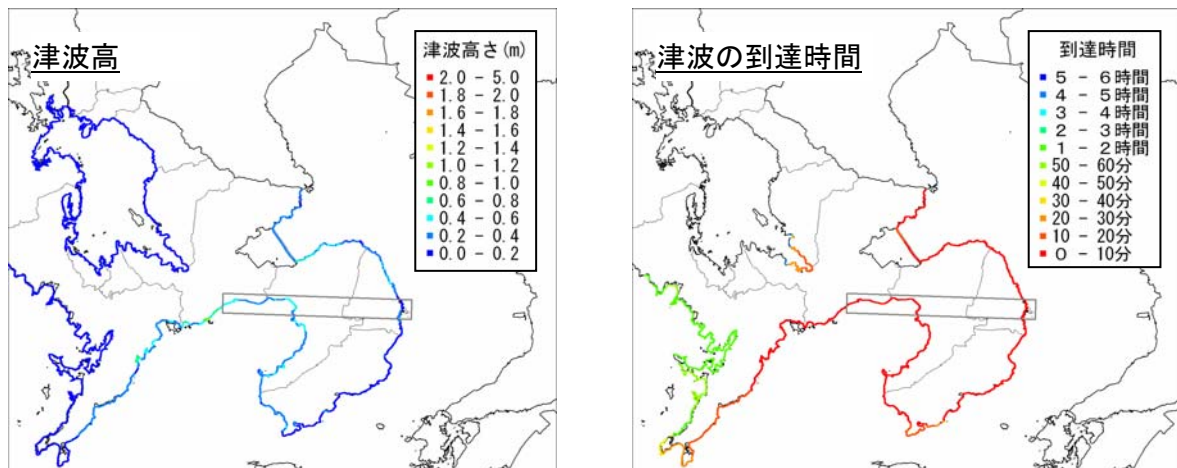 津波高
津波高さ(m)
2.0 - 5.0
1.8 - 2.0
1.6 - 1.8
1.4 - 1.6
1.2 - 1.4
1.0 - 1.2
0.8 - 1.0
0.6 - 0.8
0.4 - 0.6
0.2 - 0.4
0.0 - 0.2
津波の到達時間
到達時間
5 - 6時間
4 - 5時間
3 - 4時間
2 - 3時間
1 - 2時間
50 - 60分
40 - 50分
30 - 40分
20 - 30分
10 - 20分
0 - 10分